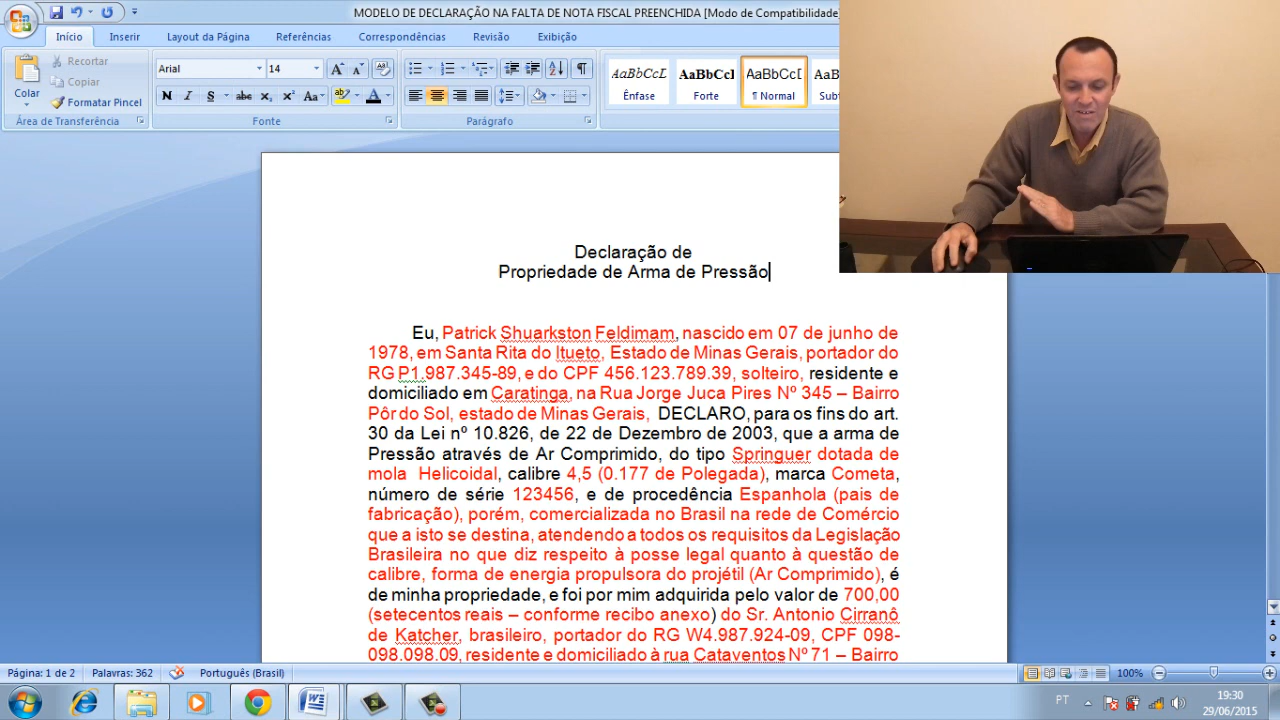 MODELO DE DECLARAÇÃO NA FALTA DE NOTA FISCAL PREENCHIDA [Modo de Compatibilidade]
Início Inserir Layout da Página Referências Correspondências Revisão Exibição
Colar
Recortar
Copiar
Formatar Pincel
Área de Transferência
Arial 14
N I S abc x₂ x² Aa
Fonte
Parágrafo
AaBbCcI AaBbCcI AaBbCcI AaBb
Ênfase Forte ¶ Normal Subt
Declaração de
Propriedade de Arma de Pressão
Eu, Patrick Shuarkston Feldimam, nascido em 07 de junho de
1978, em Santa Rita do Itueto, Estado de Minas Gerais, portador do
RG P1.987.345-89, e do CPF 456.123.789.39, solteiro, residente e
domiciliado em Caratinga, na Rua Jorge Juca Pires Nº 345 – Bairro
Pôr do Sol, estado de Minas Gerais, DECLARO, para os fins do art.
30 da Lei nº 10.826, de 22 de Dezembro de 2003, que a arma de
Pressão através de Ar Comprimido, do tipo Springuer dotada de
mola Helicoidal, calibre 4,5 (0.177 de Polegada), marca Cometa,
número de série 123456, e de procedência Espanhola (pais de
fabricação), porém, comercializada no Brasil na rede de Comércio
que a isto se destina, atendendo a todos os requisitos da Legislação
Brasileira no que diz respeito à posse legal quanto à questão de
calibre, forma de energia propulsora do projétil (Ar Comprimido), é
de minha propriedade, e foi por mim adquirida pelo valor de 700,00
(setecentos reais – conforme recibo anexo) do Sr. Antonio Cirranô
de Katcher, brasileiro, portador do RG W4.987.924-09, CPF 098-
098.098.09, residente e domiciliado à rua Cataventos Nº 71 – Bairro
Página: 1 de 2 Palavras: 362 Português (Brasil) 100%
PT
19:30
29/06/2015